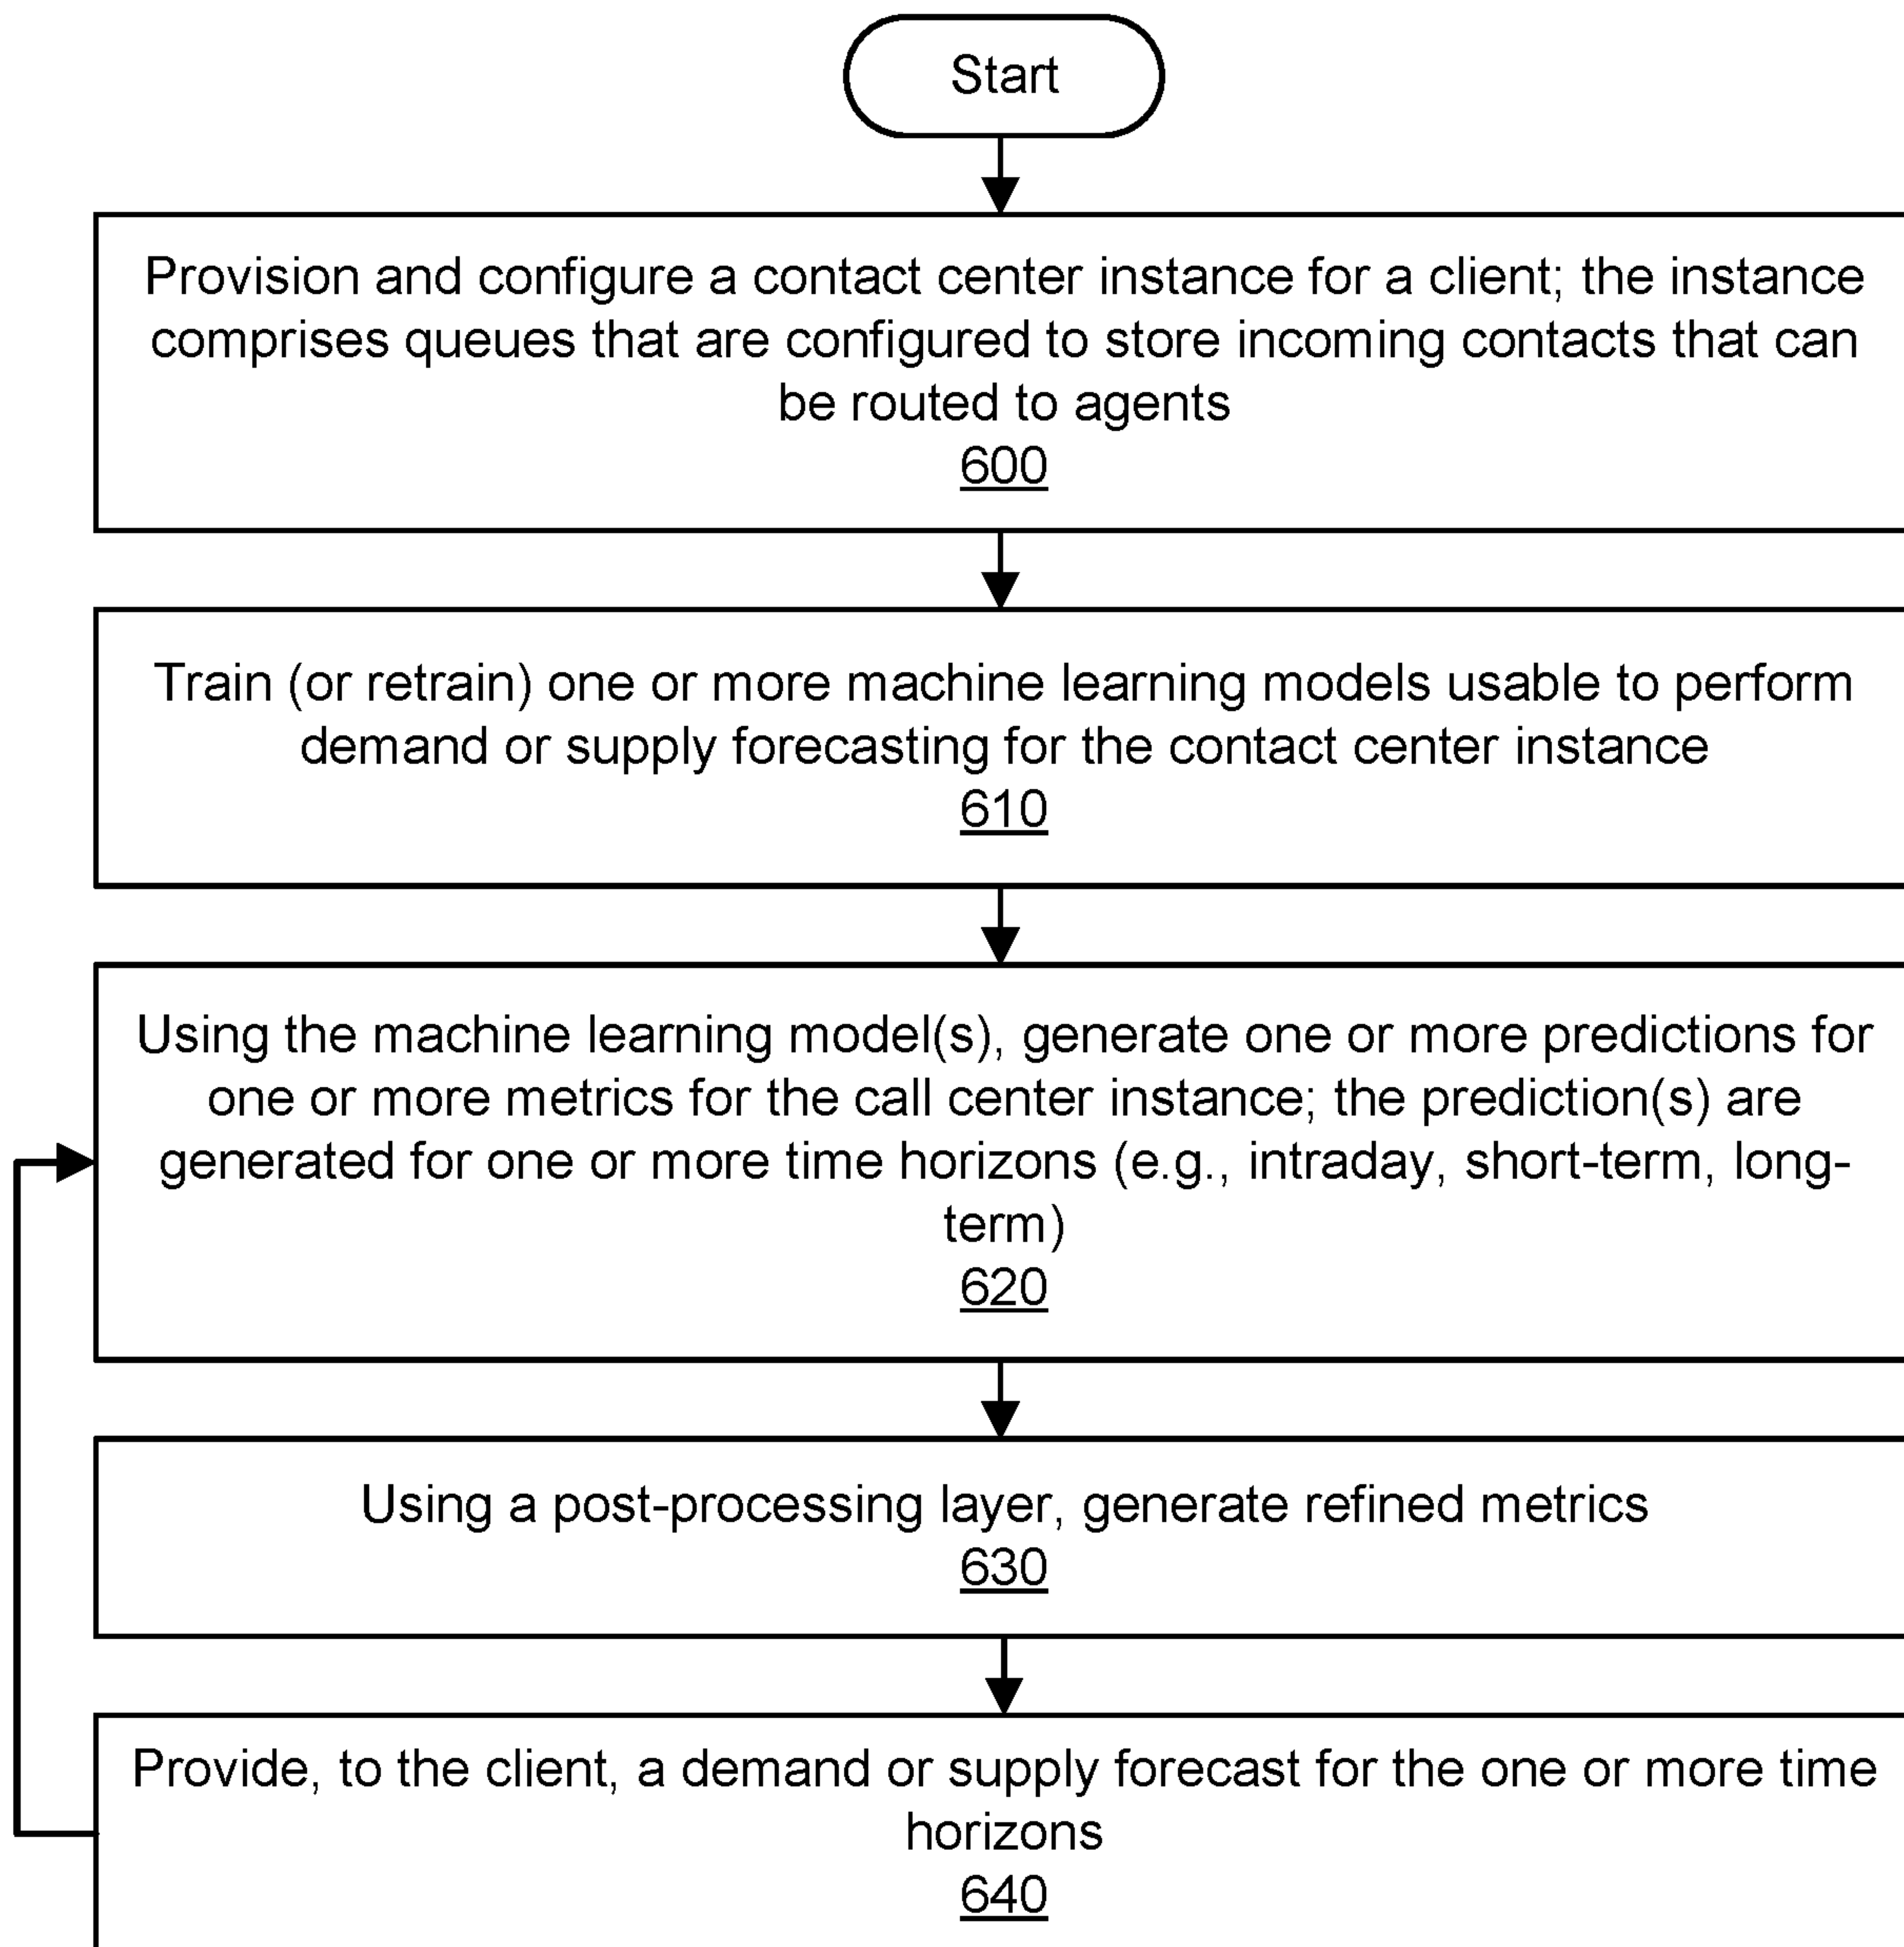 Start
Provision and configure a contact center instance for a client; the instance
comprises queues that are configured to store incoming contacts that can
be routed to agents
600
Train (or retrain) one or more machine learning models usable to perform
demand or supply forecasting for the contact center instance
610
Using the machine learning model(s), generate one or more predictions for
one or more metrics for the call center instance; the prediction(s) are
generated for one or more time horizons (e.g., intraday, short-term, long-
term)
620
Using a post-processing layer, generate refined metrics
630
Provide, to the client, a demand or supply forecast for the one or more time
horizons
640